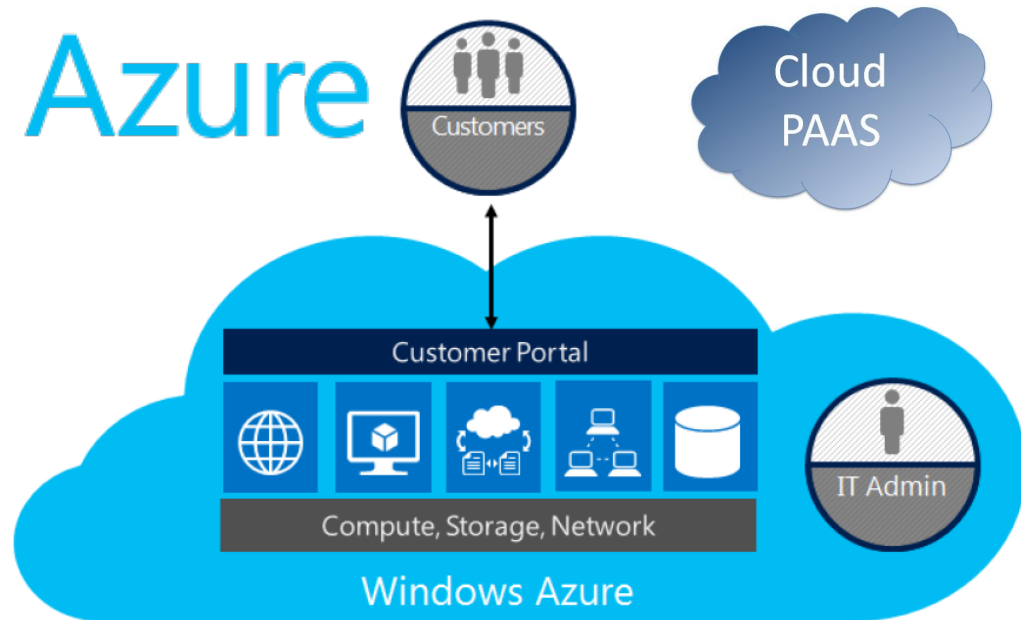 Azure
Customers
Cloud
PAAS
Customer Portal
IT Admin
Compute, Storage, Network
Windows Azure